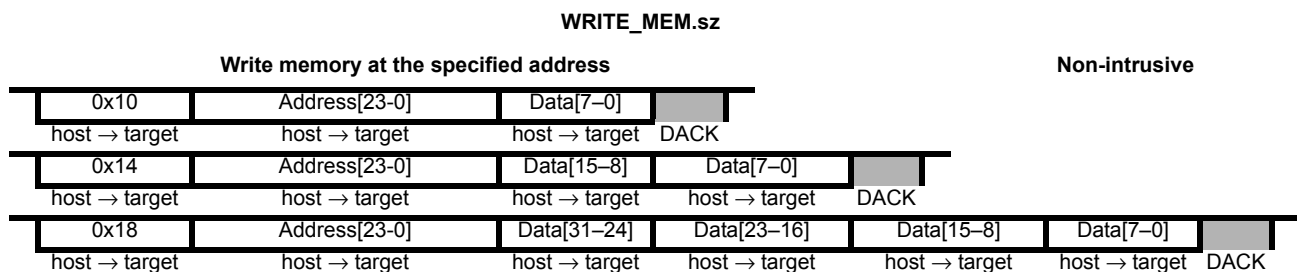 WRITE_MEM.sz
Write memory at the specified address Non-intrusive
0x10 Address[23-0] Data[7–0]
host → target host → target host → target DACK
0x14 Address[23-0] Data[15–8] Data[7–0]
host → target host → target host → target host → target DACK
0x18 Address[23-0] Data[31–24] Data[23–16] Data[15–8] Data[7–0]
host → target host → target host → target host → target host → target host → target DACK